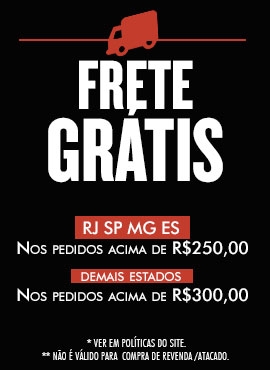 FRETE
GRÁTIS
RJ SP MG ES
NOS PEDIDOS ACIMA DE R$250,00
DEMAIS ESTADOS
NOS PEDIDOS ACIMA DE R$300,00
* VER EM POLÍTICAS DO SITE.
** NÃO É VÁLIDO PARA COMPRA DE REVENDA /ATACADO.